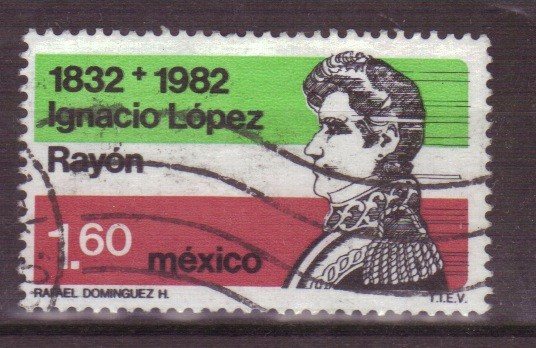 1832 + 1982
Ignacio López
Rayón
1.60
méxico
RAFAEL DOMINGUEZ H.
T.I.E.V.